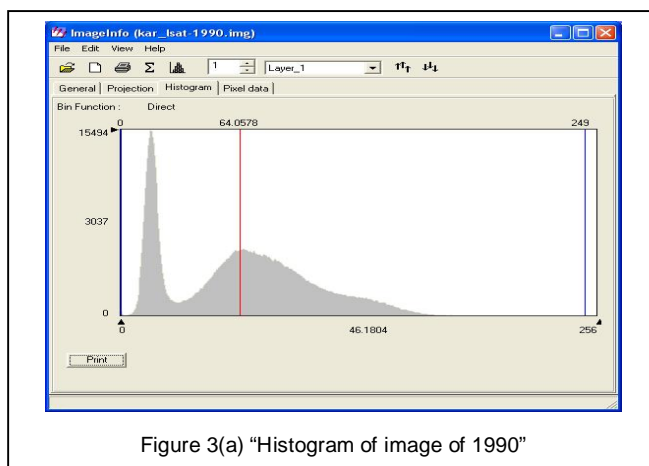 ImageInfo (kar_lsat-1990.img)
File Edit View Help
Σ 1 Layer_1
General Projection Histogram Pixel data
Bin Function : Direct
0 64.0578 249
15494
3037
0
0 46.1804 256
Print
Figure 3(a) “Histogram of image of 1990”